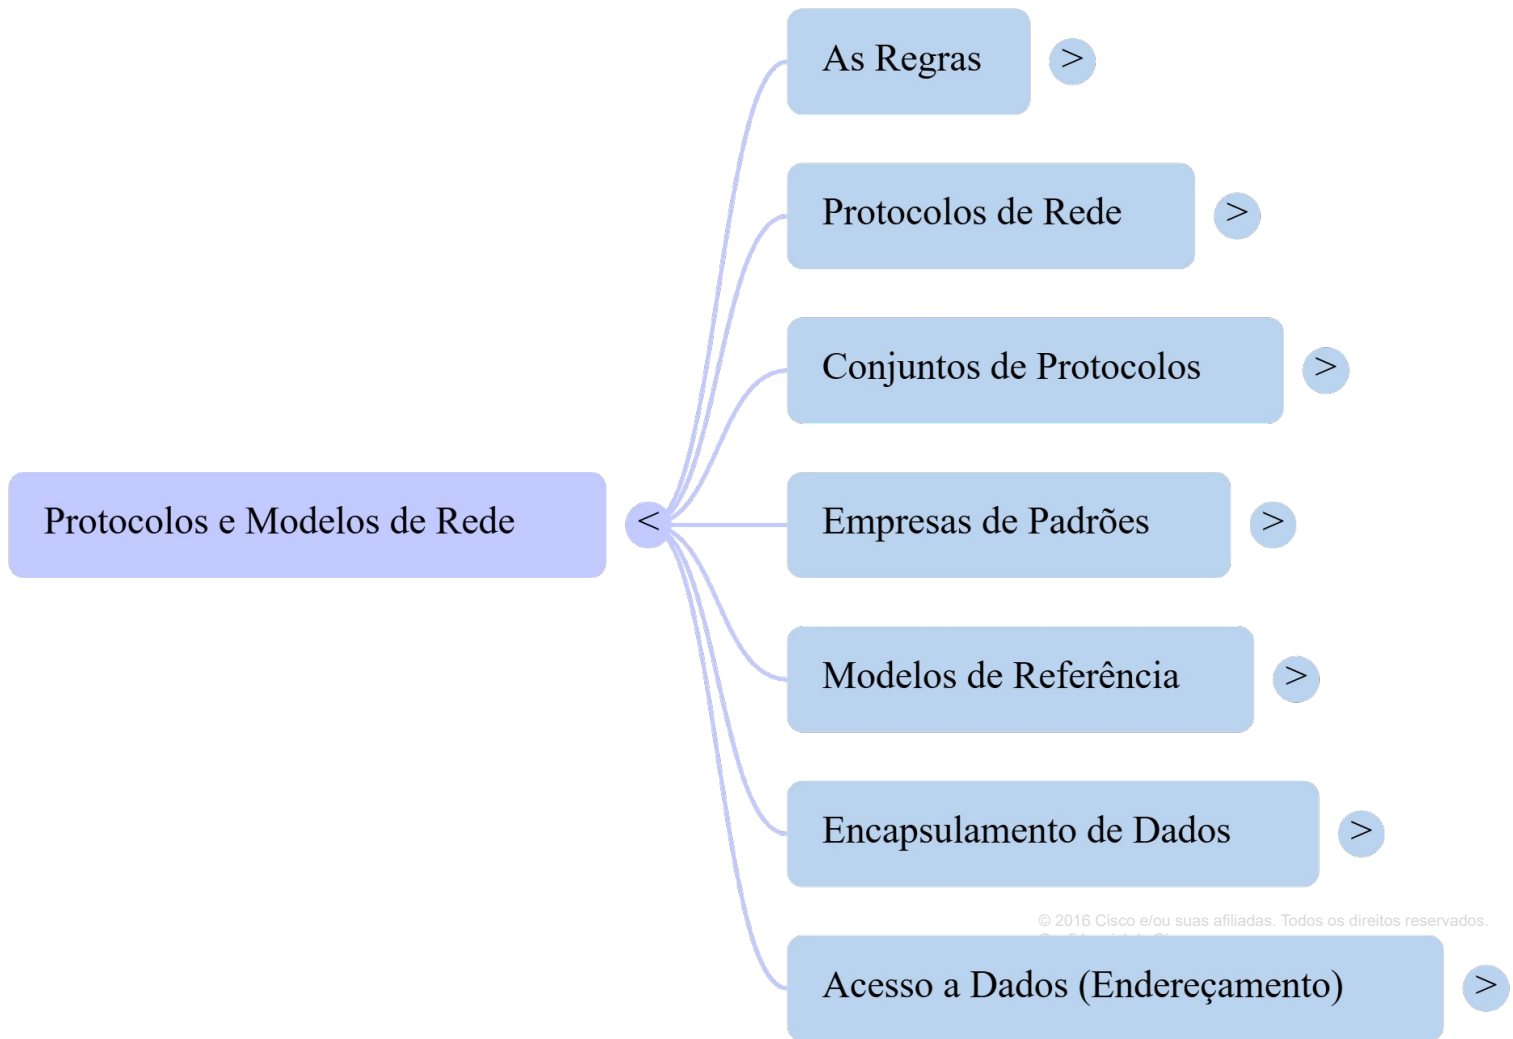 As Regras
>
Protocolos de Rede
>
Conjuntos de Protocolos
>
Protocolos e Modelos de Rede
<
Empresas de Padrões
>
Modelos de Referência
>
Encapsulamento de Dados
>
© 2016 Cisco e/ou suas afiliadas. Todos os direitos reservados.
Acesso a Dados (Endereçamento)
>